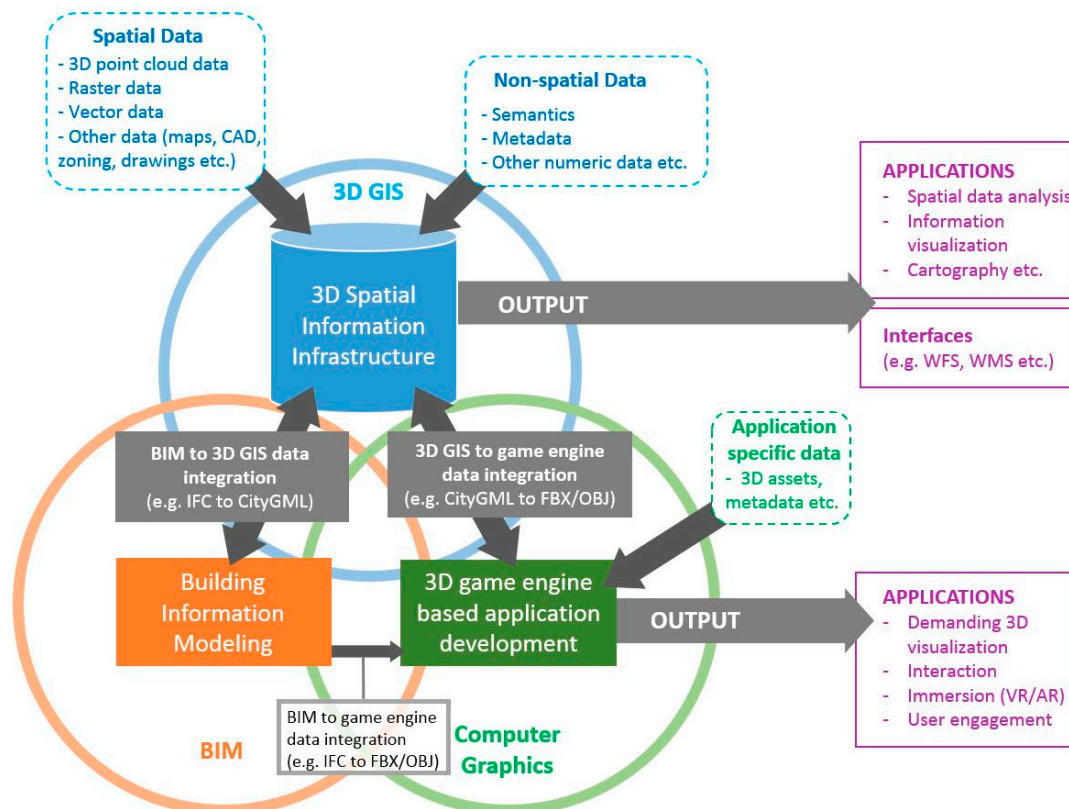 Spatial Data
- 3D point cloud data
- Raster data
- Vector data
- Other data (maps, CAD,
zoning, drawings etc.)
Non-spatial Data
- Semantics
- Metadata
- Other numeric data etc.
3D GIS
3D Spatial
Information
Infrastructure
OUTPUT
APPLICATIONS
- Spatial data analysis
- Information
visualization
- Cartography etc.
Interfaces
(e.g. WFS, WMS etc.)
BIM to 3D GIS data
integration
(e.g. IFC to CityGML)
3D GIS to game engine
data integration
(e.g. CityGML to FBX/OBJ)
Application
specific data
- 3D assets,
metadata etc.
Building
Information
Modeling
3D game engine
based application
development
OUTPUT
APPLICATIONS
- Demanding 3D
visualization
- Interaction
- Immersion (VR/AR)
- User engagement
BIM to game engine
data integration
(e.g. IFC to FBX/OBJ)
BIM
Computer
Graphics